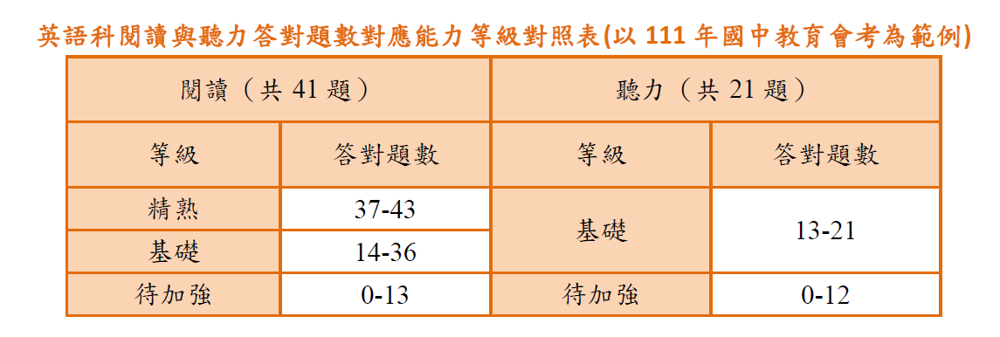 英語科閱讀與聽力答對題數對應能力等級對照表(以 111 年國中教育會考為範例)
閱讀（共 41 題） 聽力（共 21 題）
等級 答對題數 等級 答對題數
精熟 37-43
基礎 14-36 基礎 13-21
待加強 0-13 待加強 0-12